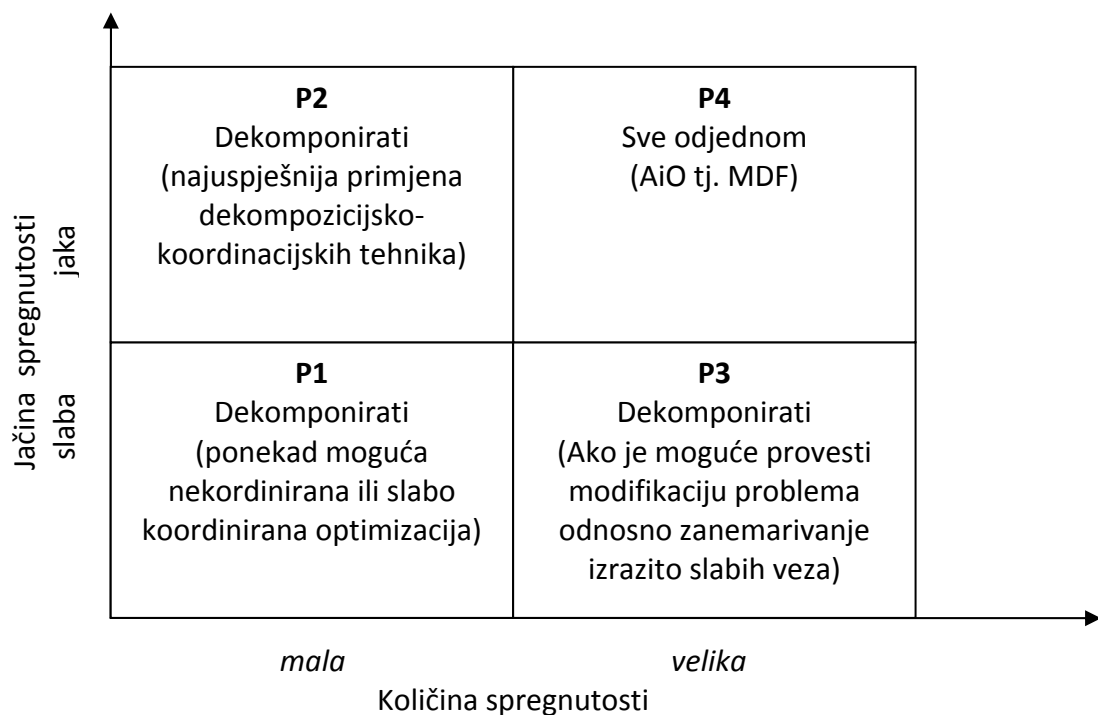 P2
Dekomponirati
(najuspješnija primjena
dekompozicijsko-
koordinacijskih tehnika)
P4
Sve odjednom
(AiO tj. MDF)
P1
Dekomponirati
(ponekad moguća
nekordinirana ili slabo
koordinirana optimizacija)
P3
Dekomponirati
(Ako je moguće provesti
modifikaciju problema
odnosno zanemarivanje
izrazito slabih veza)
Jačina spregnutosti
slaba jaka
mala velika
Količina spregnutosti